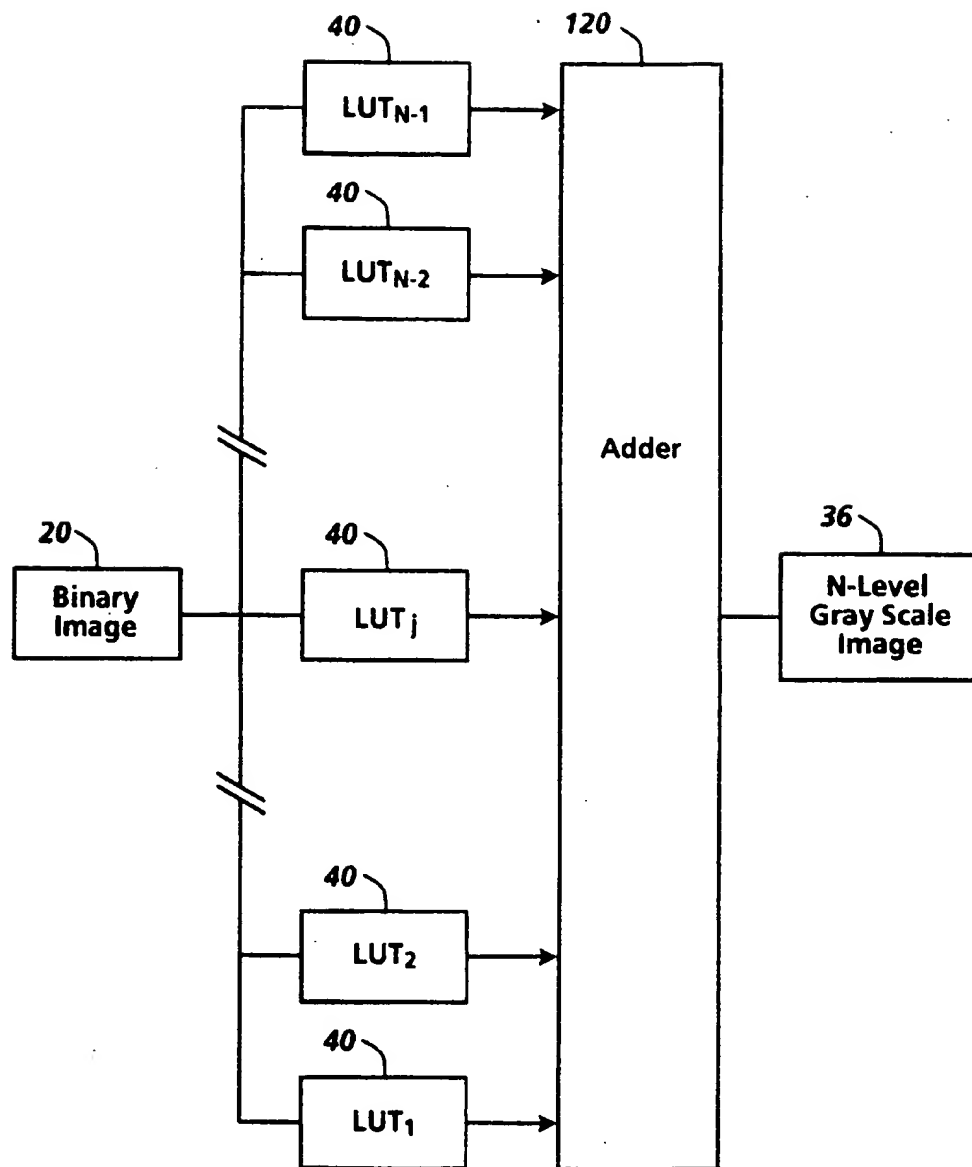 40
120
LUTN-1
40
LUTN-2
Adder
20
40
36
Binary
Image
LUT j
N-Level
Gray Scale
Image
40
LUT2
40
LUT1